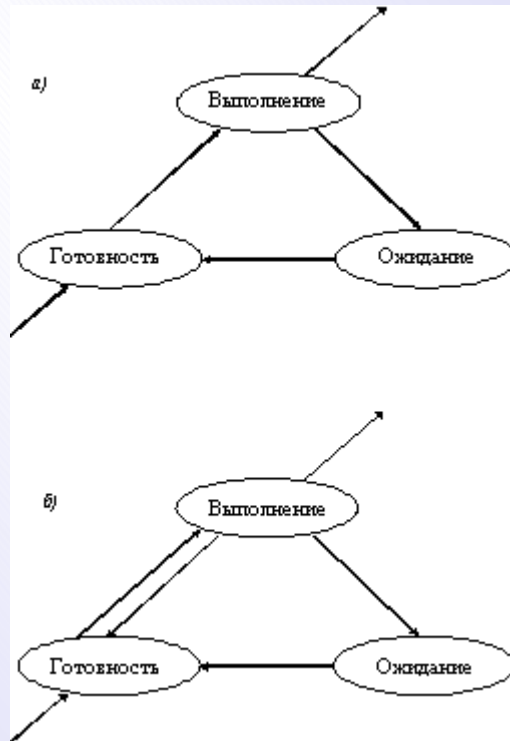 а)
Выполнение
Готовность
Ожидание
б)
Выполнение
Готовность
Ожидание